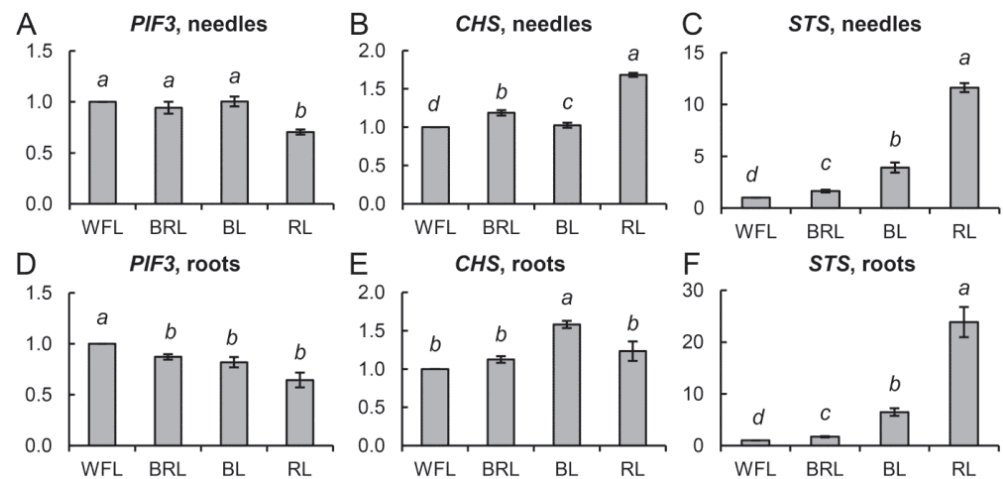 A PIF3, needles
1.5
1.0
0.5
0.0
a a a b
WFL BRL BL RL
B CHS, needles
2.0
1.5
1.0
0.5
0.0
d b c a
WFL BRL BL RL
C STS, needles
15
10
5
0
d c b a
WFL BRL BL RL
D PIF3, roots
1.5
1.0
0.5
0.0
a b b b
WFL BRL BL RL
E CHS, roots
2.0
1.5
1.0
0.5
0.0
b b a b
WFL BRL BL RL
F STS, roots
30
20
10
0
d c b a
WFL BRL BL RL